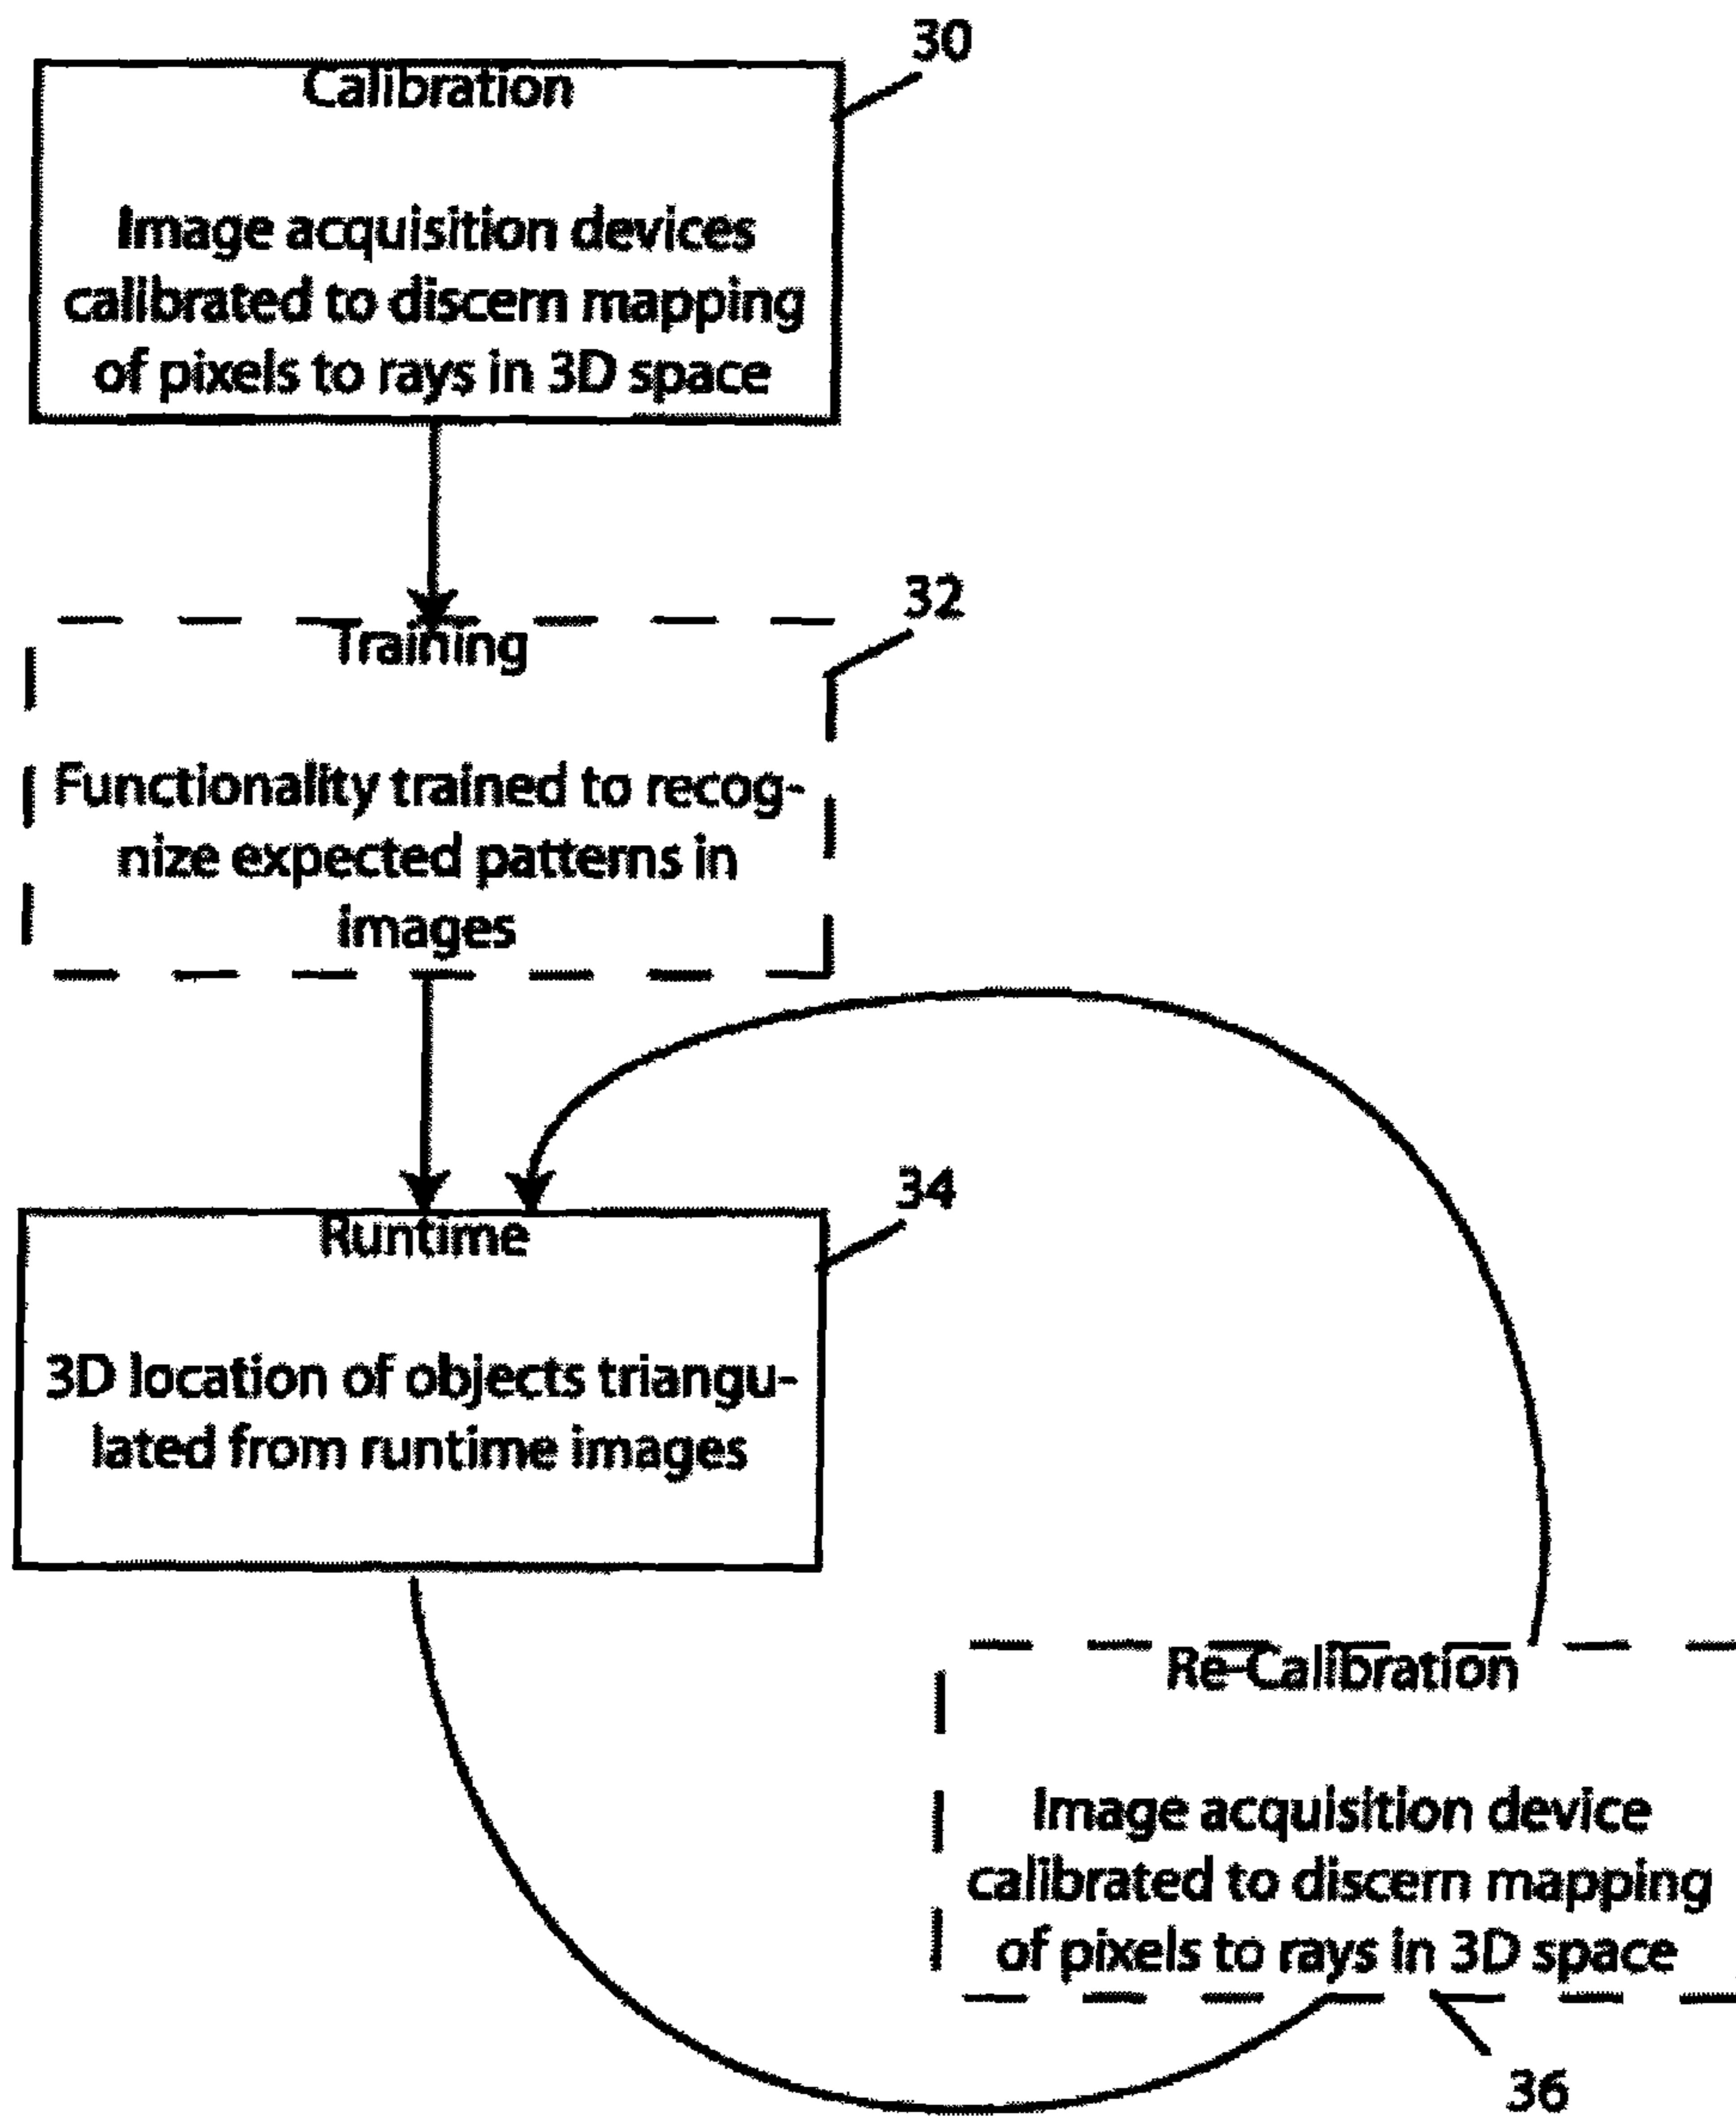 30
Calibration
Image acquisition devices
calibrated to discern mapping
of pixels to rays in 3D space
32
Training
Functionality trained to recog-
nize expected patterns in
images
34
Runtime
3D location of objects triangu-
lated from runtime images
Re-Calibration
Image acquisition device
calibrated to discern mapping
of pixels to rays in 3D space
36